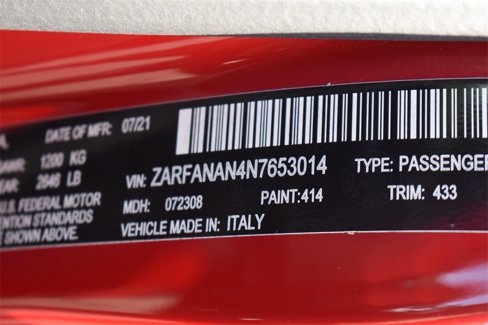 DATE OF MFR: 07/21
1200 KG
2646 LB
VIN: ZARFANAN4N7653014 TYPE: PASSENGER
MDH: 072308 PAINT: 414 TRIM: 433
VEHICLE MADE IN: ITALY
U.S. FEDERAL MOTOR
STANDARDS
SHOWN ABOVE.